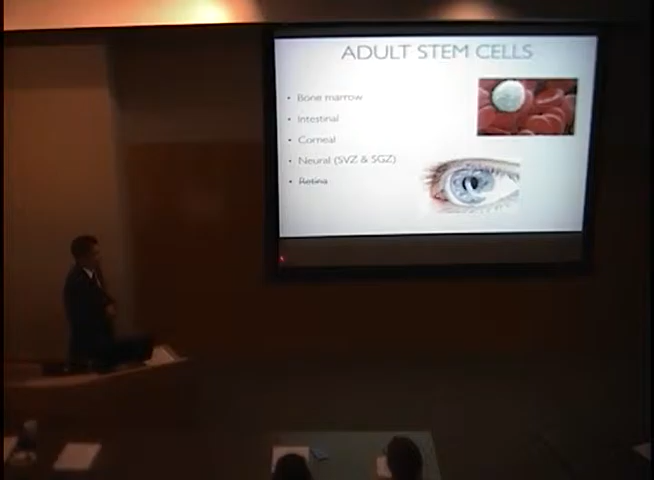 ADULT STEM CELLS
• Bone marrow
• Intestinal
• Corneal
• Neural (SVZ & SGZ)
• Retina